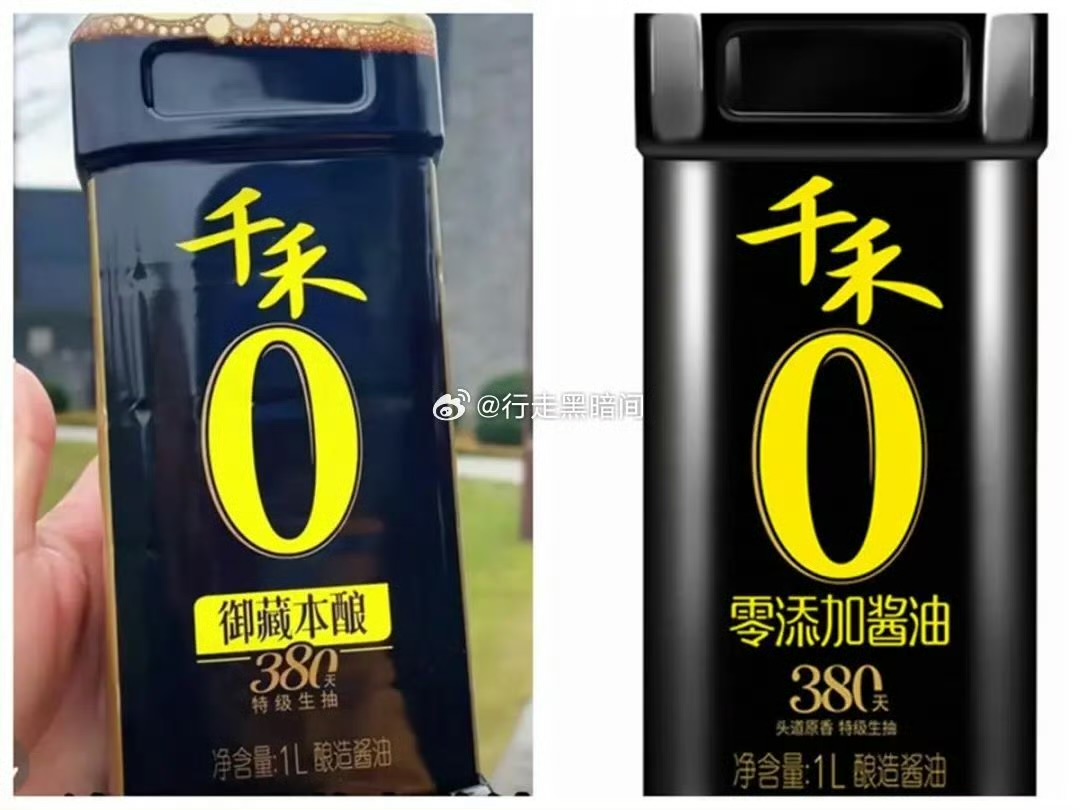 千禾
0
御藏本酿
380天
特级生抽
净含量:1L 酿造酱油
@行走黑暗间
千禾
0
零添加酱油
380天
头道原香 特级生抽
净含量:1L 酿造酱油